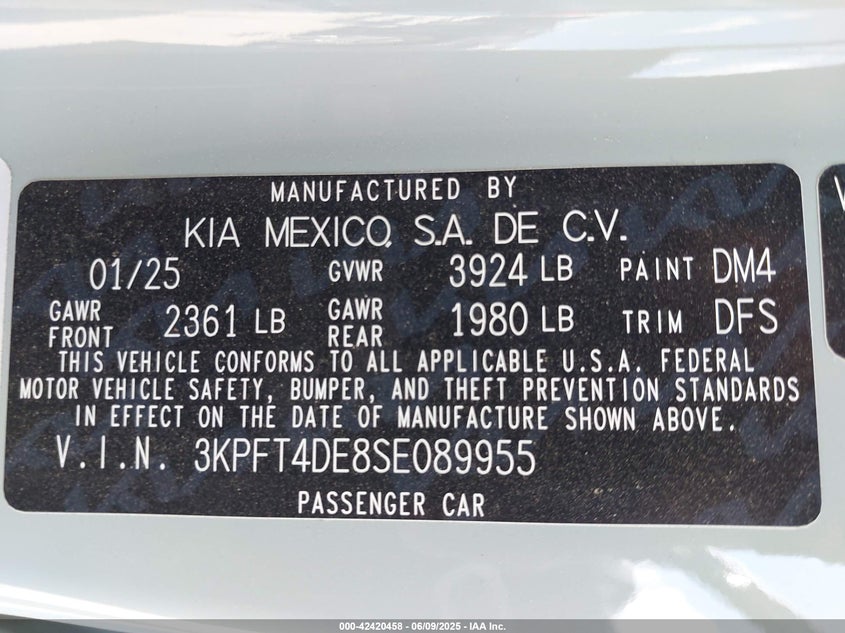 MANUFACTURED BY
KIA MEXICO, S.A. DE C.V.
01/25 GVWR 3924 LB PAINT DM4
GAWR FRONT 2361 LB GAWR REAR 1980 LB TRIM DFS
THIS VEHICLE CONFORMS TO ALL APPLICABLE U.S.A. FEDERAL
MOTOR VEHICLE SAFETY, BUMPER, AND THEFT PREVENTION STANDARDS
IN EFFECT ON THE DATE OF MANUFACTURE SHOWN ABOVE.
V.I.N. 3KPFT4DE8SE089955
PASSENGER CAR
000-42420458 - 06/09/2025 - IAA Inc.